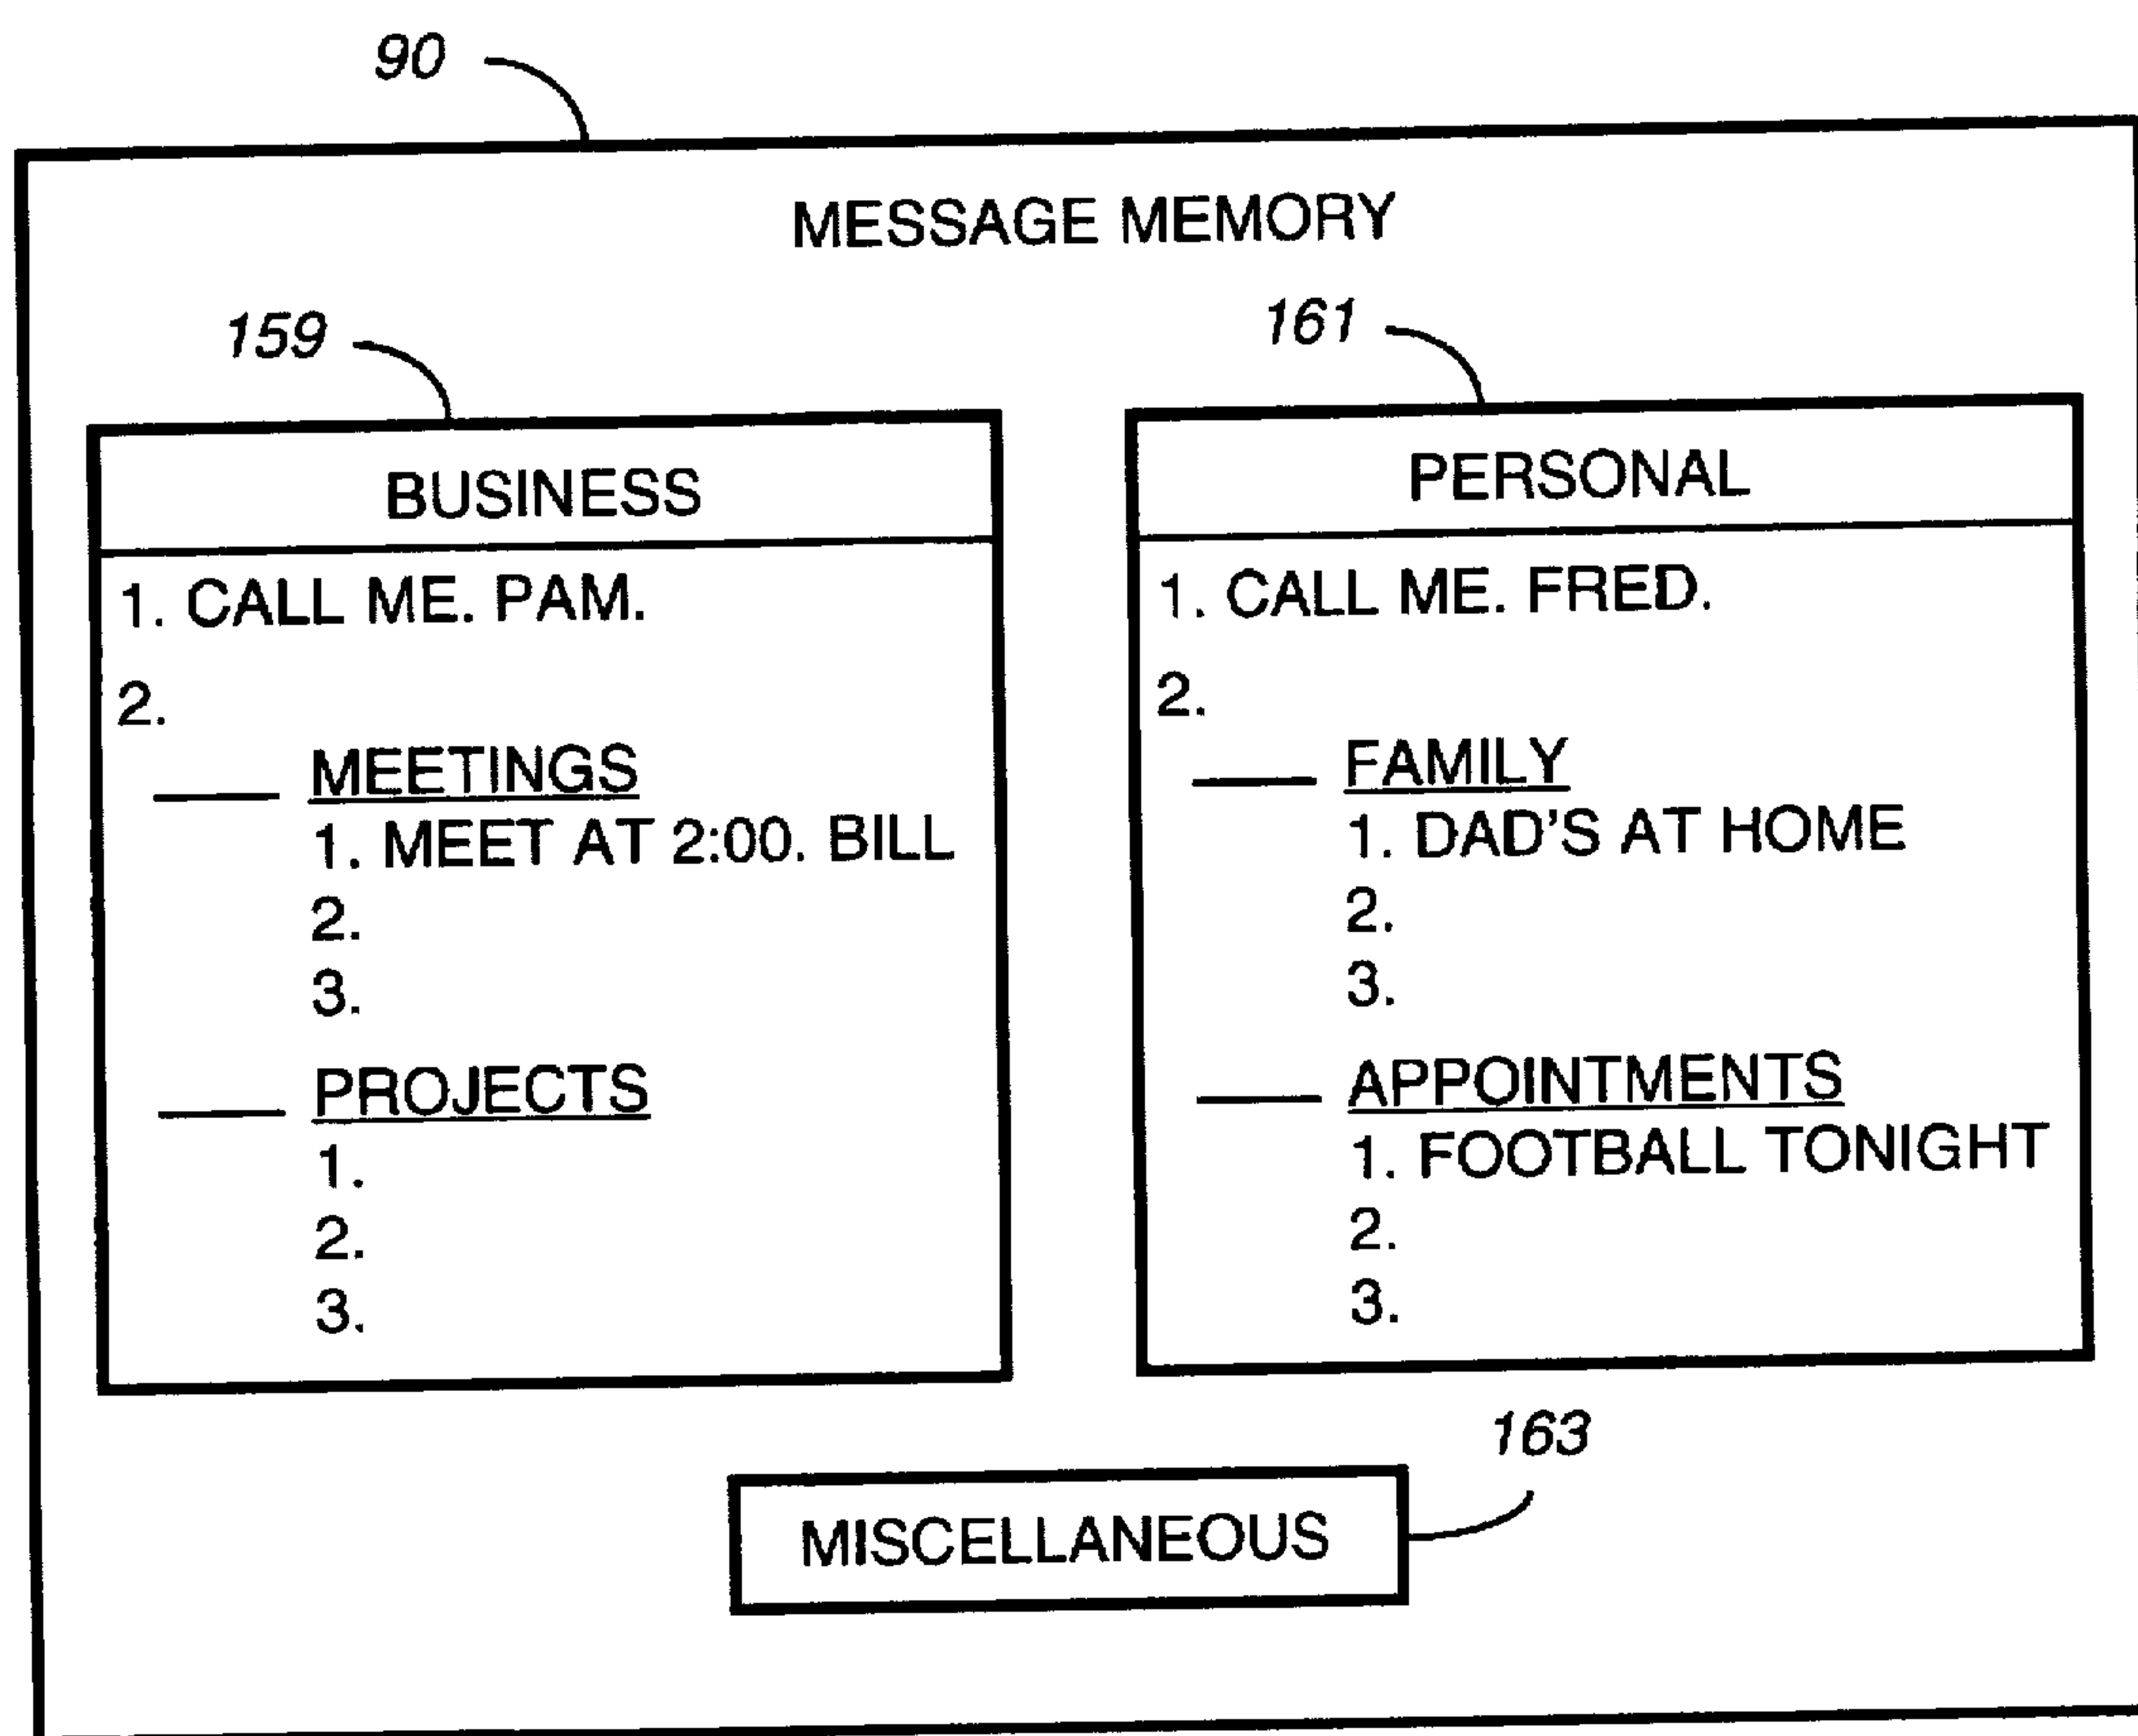 90
MESSAGE MEMORY
159
BUSINESS
1. CALL ME. PAM.
2.
MEETINGS
1. MEET AT 2:00. BILL
2.
3.
PROJECTS
1.
2.
3.
161
PERSONAL
1. CALL ME. FRED.
2.
FAMILY
1. DAD'S AT HOME
2.
3.
APPOINTMENTS
1. FOOTBALL TONIGHT
2.
3.
163
MISCELLANEOUS